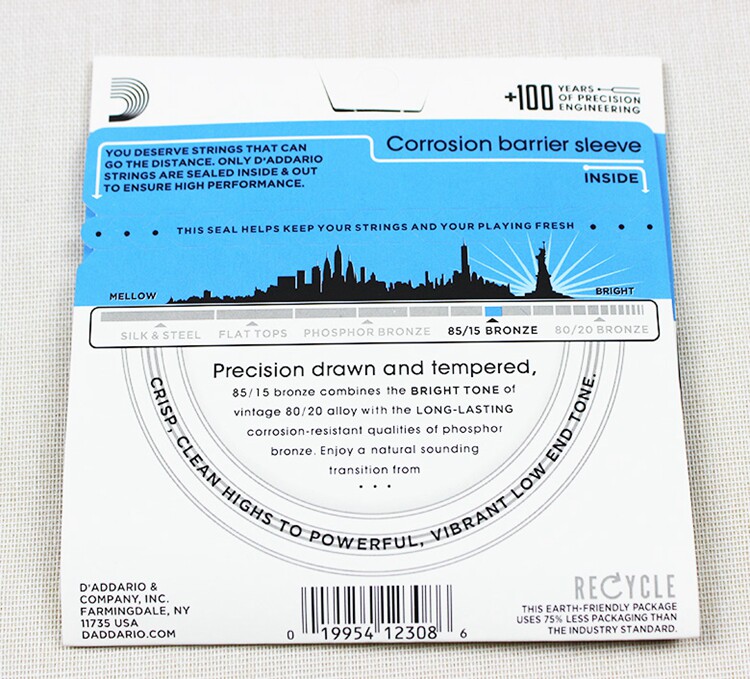 +100 YEARS
OF PRECISION
ENGINEERING
YOU DESERVE STRINGS THAT CAN
GO THE DISTANCE. ONLY D'ADDARIO
STRINGS ARE SEALED INSIDE & OUT
TO ENSURE HIGH PERFORMANCE.
Corrosion barrier sleeve
INSIDE
• • • THIS SEAL HELPS KEEP YOUR STRINGS AND YOUR PLAYING FRESH • • •
MELLOW
BRIGHT
SILK & STEEL FLAT TOPS PHOSPHOR BRONZE 85/15 BRONZE 80/20 BRONZE
Precision drawn and tempered,
85/15 bronze combines the BRIGHT TONE of
vintage 80/20 alloy with the LONG-LASTING
corrosion-resistant qualities of phosphor
bronze. Enjoy a natural sounding
transition from
• • •
CRISP, CLEAN HIGHS TO POWERFUL, VIBRANT LOW END TONE.
D'ADDARIO &
COMPANY, INC.
FARMINGDALE, NY
11735 USA
DADDARIO.COM
0 19954 12308 6
RECYCLE
THIS EARTH-FRIENDLY PACKAGE
USES 75% LESS PACKAGING THAN
THE INDUSTRY STANDARD.